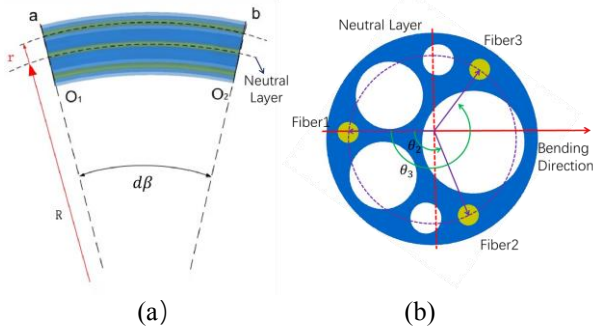 a
b
r
Neutral
Layer
O₁
O₂
dβ
R
(a)
Neutral Layer
Fiber3
Fiber1
θ₂
θ₃
Bending
Direction
Fiber2
(b)